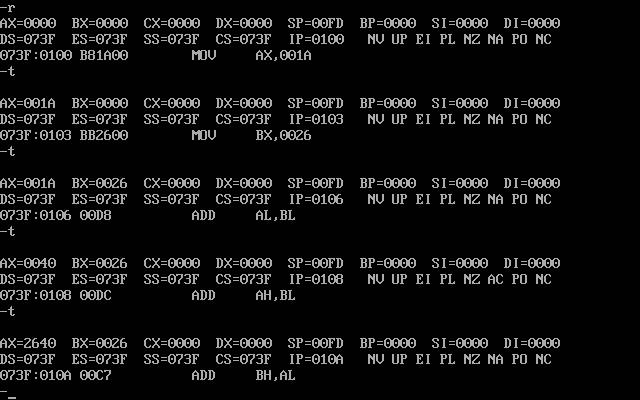 -r
AX=0000  BX=0000  CX=0000  DX=0000  SP=00FD  BP=0000  SI=0000  DI=0000
DS=073F  ES=073F  SS=073F  CS=073F  IP=0100   NV UP EI PL NZ NA PO NC
073F:0100 B81A00        MOV     AX,001A
-t
AX=001A  BX=0000  CX=0000  DX=0000  SP=00FD  BP=0000  SI=0000  DI=0000
DS=073F  ES=073F  SS=073F  CS=073F  IP=0103   NV UP EI PL NZ NA PO NC
073F:0103 BB2600        MOV     BX,0026
-t
AX=001A  BX=0026  CX=0000  DX=0000  SP=00FD  BP=0000  SI=0000  DI=0000
DS=073F  ES=073F  SS=073F  CS=073F  IP=0106   NV UP EI PL NZ NA PO NC
073F:0106 00D8          ADD     AL,BL
-t
AX=0040  BX=0026  CX=0000  DX=0000  SP=00FD  BP=0000  SI=0000  DI=0000
DS=073F  ES=073F  SS=073F  CS=073F  IP=0108   NV UP EI PL NZ AC PO NC
073F:0108 00DC          ADD     AH,BL
-t
AX=2640  BX=0026  CX=0000  DX=0000  SP=00FD  BP=0000  SI=0000  DI=0000
DS=073F  ES=073F  SS=073F  CS=073F  IP=010A   NV UP EI PL NZ NA PO NC
073F:010A 00C7          ADD     BH,AL
-_